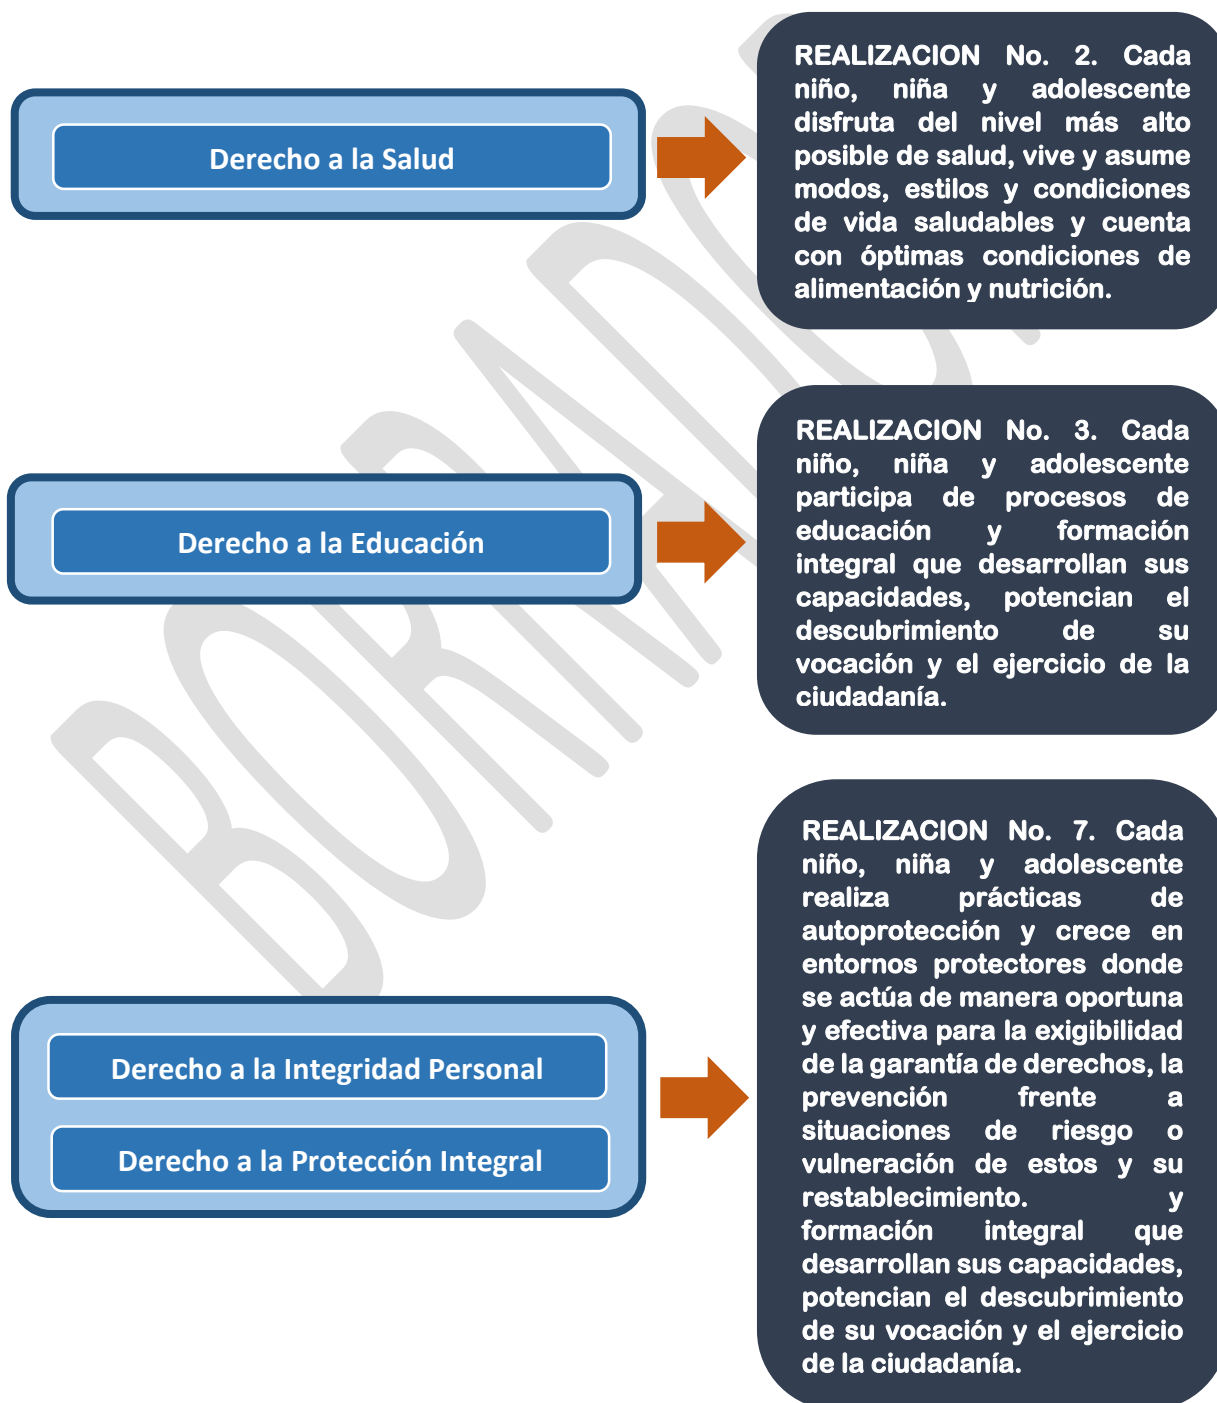 Derecho a la Salud
REALIZACION No. 2. Cada
niño, niña y adolescente
disfruta del nivel más alto
posible de salud, vive y asume
modos, estilos y condiciones
de vida saludables y cuenta
con óptimas condiciones de
alimentación y nutrición.
Derecho a la Educación
REALIZACION No. 3. Cada
niño, niña y adolescente
participa de procesos de
educación y formación
integral que desarrollan sus
capacidades, potencian el
descubrimiento de su
vocación y el ejercicio de la
ciudadanía.
Derecho a la Integridad Personal
Derecho a la Protección Integral
REALIZACION No. 7. Cada
niño, niña y adolescente
realiza prácticas de
autoprotección y crece en
entornos protectores donde
se actúa de manera oportuna
y efectiva para la exigibilidad
de la garantía de derechos, la
prevención frente a
situaciones de riesgo o
vulneración de estos y su
restablecimiento. y
formación integral que
desarrollan sus capacidades,
potencian el descubrimiento
de su vocación y el ejercicio
de la ciudadanía.
BORRADOR